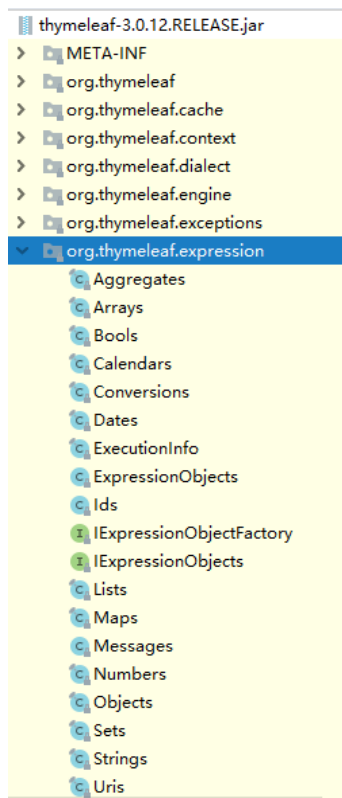 thymeleaf-3.0.12.RELEASE.jar
META-INF
org.thymeleaf
org.thymeleaf.cache
org.thymeleaf.context
org.thymeleaf.dialect
org.thymeleaf.engine
org.thymeleaf.exceptions
org.thymeleaf.expression
Aggregates
Arrays
Bools
Calendars
Conversions
Dates
ExecutionInfo
ExpressionObjects
Ids
IExpressionObjectFactory
IExpressionObjects
Lists
Maps
Messages
Numbers
Objects
Sets
Strings
Uris